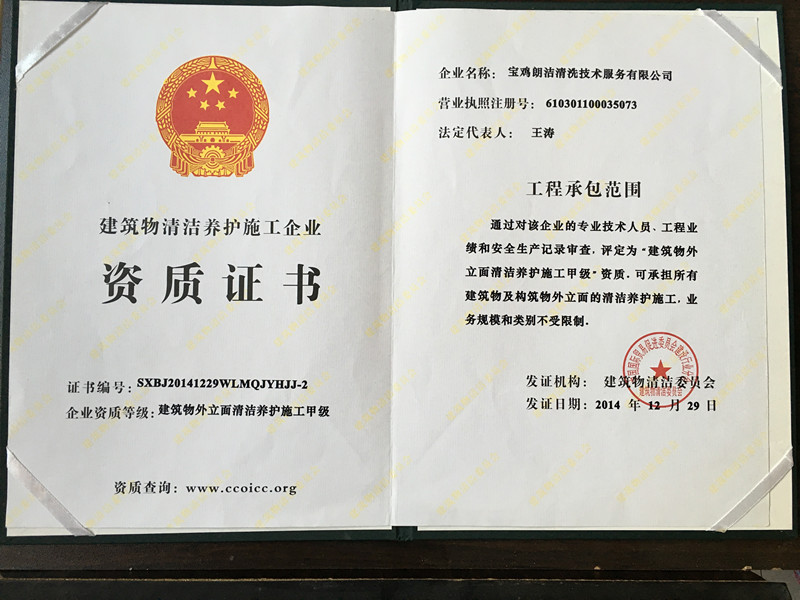 建筑物清洁养护施工企业
资质证书
证书编号：SXBJ20141229WLMQJYHJJ-2
企业资质等级：建筑物外立面清洁养护施工甲级
资质查询：www.ccoicc.org
企业名称：宝鸡朗洁清洗技术服务有限公司
营业执照注册号：610301100035073
法定代表人：王涛
工程承包范围
通过对该企业的专业技术人员、工程业
绩和安全生产记录审查，评定为“建筑物外
立面清洁养护施工甲级”资质，可承担所有
建筑物及构筑物外立面的清洁养护施工，业
务规模和类别不受限制．
发证机构：建筑物清洁委员会
发证日期：2014 年 12 月 29 日
建筑物清洁委员会